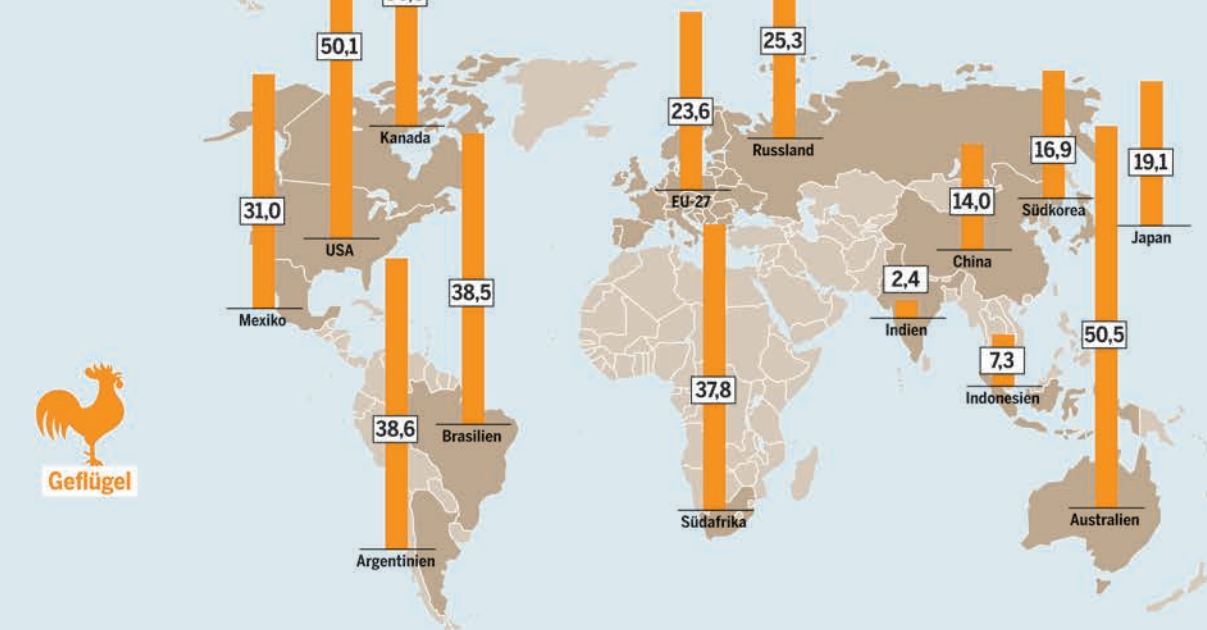 50,1
25,3
Kanada
23,6
Russland
16,9
19,1
31,0
EU-27
14,0
Südkorea
USA
Japan
China
2,4
38,5
Mexiko
Indien
50,5
7,3
37,8
Indonesien
38,6
Brasilien
Geflügel
Südafrika
Australien
Argentinien